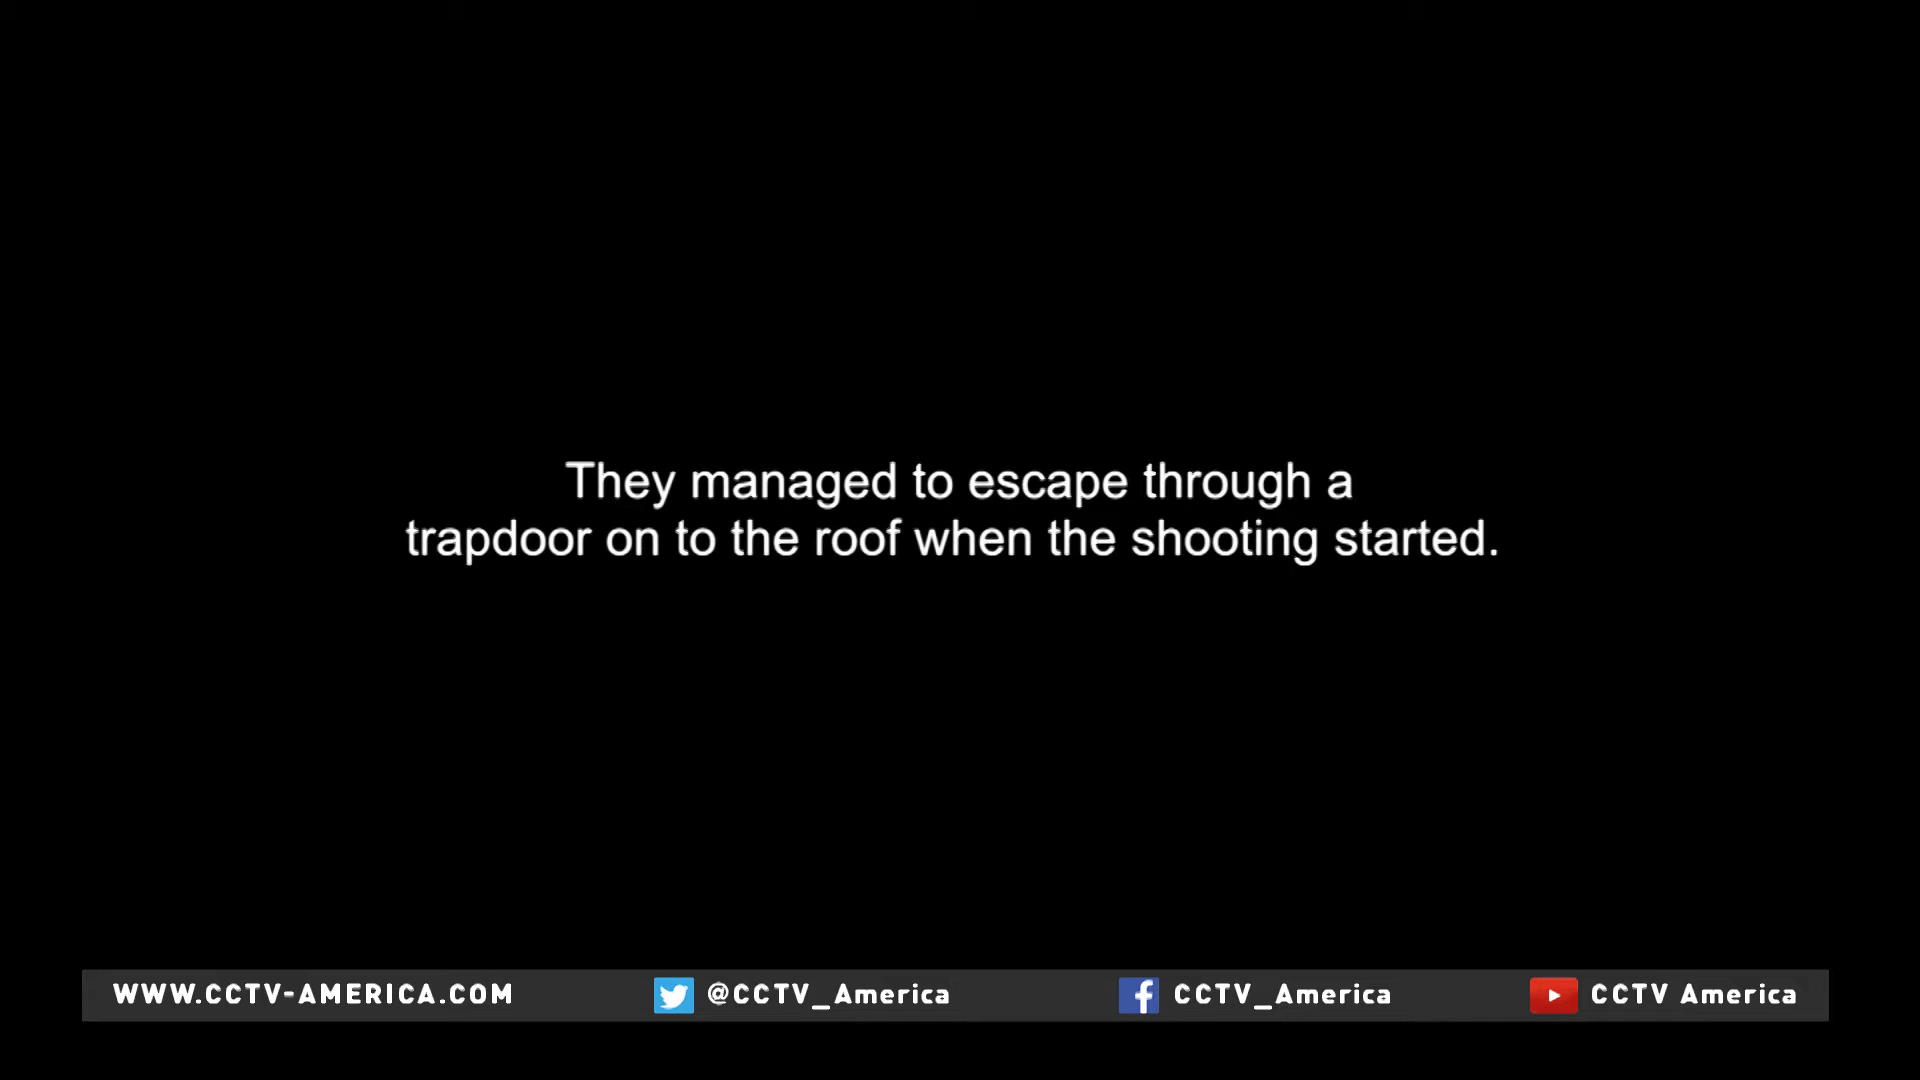 They managed to escape through a
trapdoor on to the roof when the shooting started.
WWW.CCTV-AMERICA.COM @CCTV_America CCTV_America CCTV America